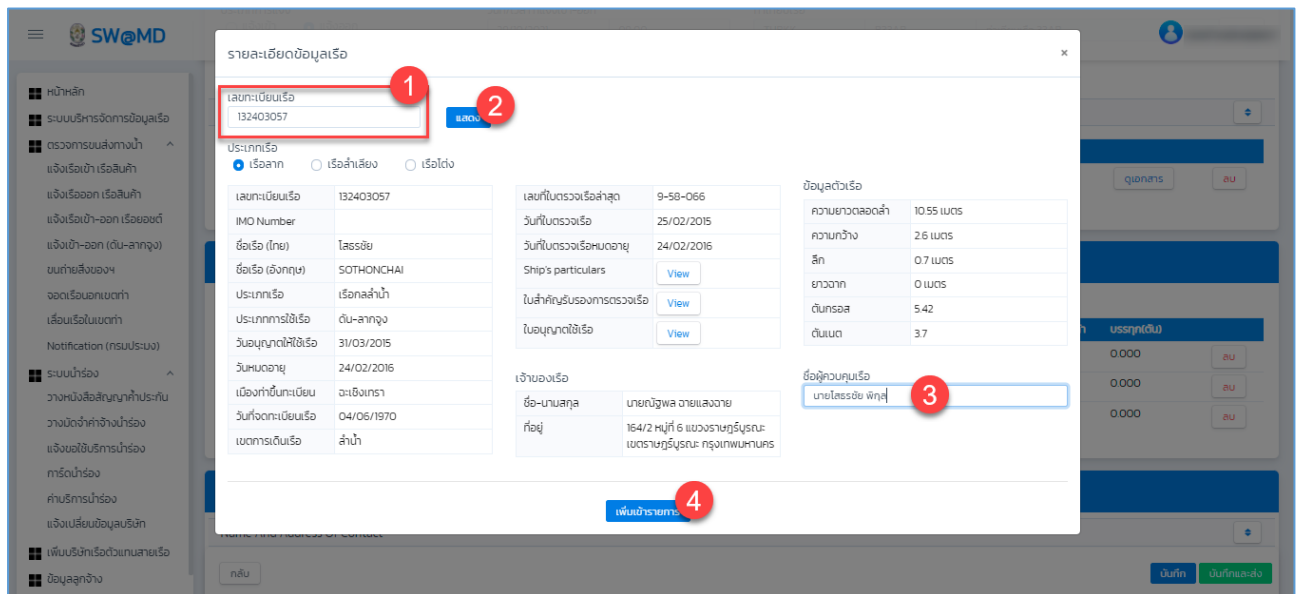 SW@MD
หน้าหลัก
ระบบบริหารจัดการข้อมูลเรือ
ตรวจการขนส่งทางน้ำ
แจ้งเรือเข้า เรือสินค้า
แจ้งเรือออก เรือสินค้า
แจ้งเรือเข้า-ออก เรือยอชต์
แจ้งเข้า-ออก (ดัน-ลากจูง)
ขนถ่ายสิ่งของฯ
จอดเรือนอกเขตท่า
เลื่อนเรือในเขตท่า
Notification (กรมประมง)
ระบบนำร่อง
วางหนังสือสัญญาค้ำประกัน
วางมัดจำค่าจ้างนำร่อง
แจ้งขอใช้บริการนำร่อง
การ์ดนำร่อง
ค่าบริการนำร่อง
แจ้งเปลี่ยนข้อมูลบริษัท
เพิ่มบริษัทเรือตัวแทนสายเรือ
ข้อมูลลูกจ้าง
รายละเอียดข้อมูลเรือ
×
เลขทะเบียนเรือ
1
132403057
แสดง
2
ประเภทเรือ
เรือลาก
เรือลำเลียง
เรือโด่ง
เลขทะเบียนเรือ 132403057
IMO Number
ชื่อเรือ (ไทย) โสธรชัย
ชื่อเรือ (อังกฤษ) SOTHONCHAI
ประเภทเรือ เรือกลลำน้ำ
ประเภทการใช้เรือ ดัน-ลากจูง
วันอนุญาตให้ใช้เรือ 31/03/2015
วันหมดอายุ 24/02/2016
เมืองท่าขึ้นทะเบียน ฉะเชิงเทรา
วันที่จดทะเบียนเรือ 04/06/1970
เขตการเดินเรือ ลำน้ำ
เลขที่ใบตรวจเรือล่าสุด 9-58-066
วันที่ใบตรวจเรือ 25/02/2015
วันที่ใบตรวจเรือหมดอายุ 24/02/2016
Ship's particulars View
ใบสำคัญรับรองการตรวจเรือ View
ใบอนุญาตใช้เรือ View
เจ้าของเรือ
ชื่อ-นามสกุล นายณัฐพล ฉายแสงฉาย
ที่อยู่ 164/2 หมู่ที่ 6 แขวงราษฎร์บูรณะ
เขตราษฎร์บูรณะ กรุงเทพมหานคร
ข้อมูลตัวเรือ
ความยาวตลอดลำ 10.55 เมตร
ความกว้าง 2.6 เมตร
ลึก 0.7 เมตร
ยาวฉาก 0 เมตร
ตันกรอส 5.42
ตันเนต 3.7
ชื่อผู้ควบคุมเรือ
นายโสธรชัย พิกุล
3
เพิ่มเข้ารายการ
4
ดูเอกสาร
ลบ
บรรทุก(ตัน)
0.000 ลบ
0.000 ลบ
0.000 ลบ
Name And Address Of Contact
กลับ
บันทึก
บันทึกและส่ง